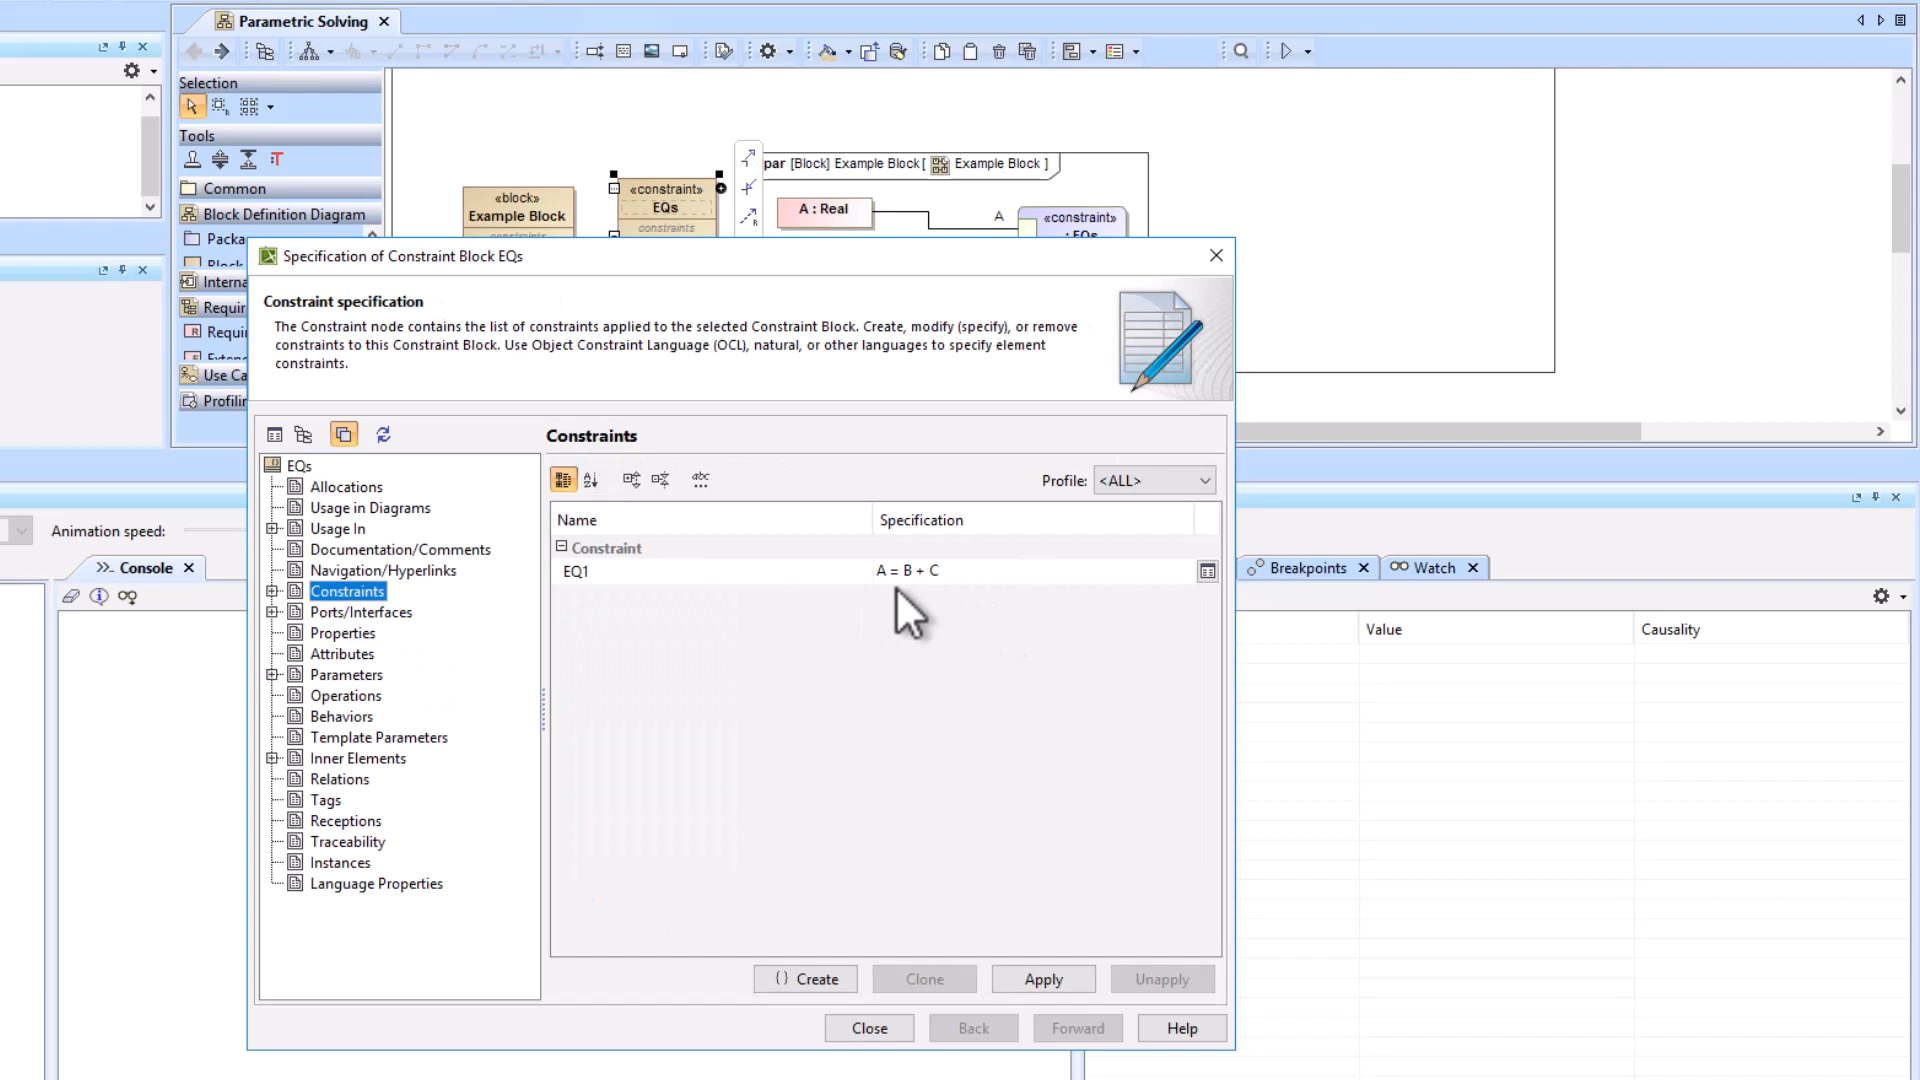 Parametric Solving
Selection
Tools
Common
Block Definition Diagram
Packa
Block
Interna
Requir
Requi
Extend
Use Ca
Profilin
«block»
Example Block
constraints
«constraint»
EQs
constraints
par [Block] Example Block[ Example Block ]
A : Real
A
«constraint»
: EQs
Specification of Constraint Block EQs
Constraint specification
The Constraint node contains the list of constraints applied to the selected Constraint Block. Create, modify (specify), or remove
constraints to this Constraint Block. Use Object Constraint Language (OCL), natural, or other languages to specify element
constraints.
EQs
Allocations
Usage in Diagrams
Usage In
Documentation/Comments
Navigation/Hyperlinks
Constraints
Ports/Interfaces
Properties
Attributes
Parameters
Operations
Behaviors
Template Parameters
Inner Elements
Relations
Tags
Receptions
Traceability
Instances
Language Properties
Constraints
abc
Profile: <ALL>
Name Specification
Constraint
EQ1 A = B + C
{} Create Clone Apply Unapply
Close Back Forward Help
Animation speed:
Console
Breakpoints Watch
Value Causality